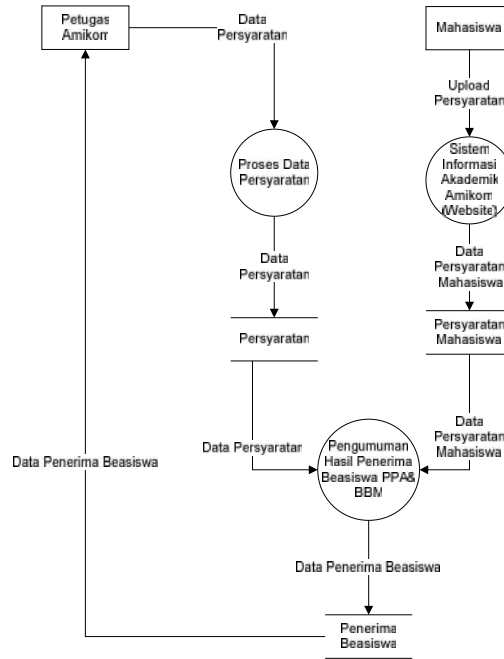 Petugas
Amikom
Data
Persyaratan
Mahasiswa
Upload
Persyaratan
Proses Data
Persyaratan
Sistem
Informasi
Akademik
Amikom
(Website)
Data
Persyaratan
Data
Persyaratan
Mahasiswa
Persyaratan
Persyaratan
Mahasiswa
Data Persyaratan
Pengumuman
Hasil Penerima
Beasiswa PPA&
BBM
Data
Persyaratan
Mahasiswa
Data Penerima Beasiswa
Data Penerima Beasiswa
Penerima
Beasiswa